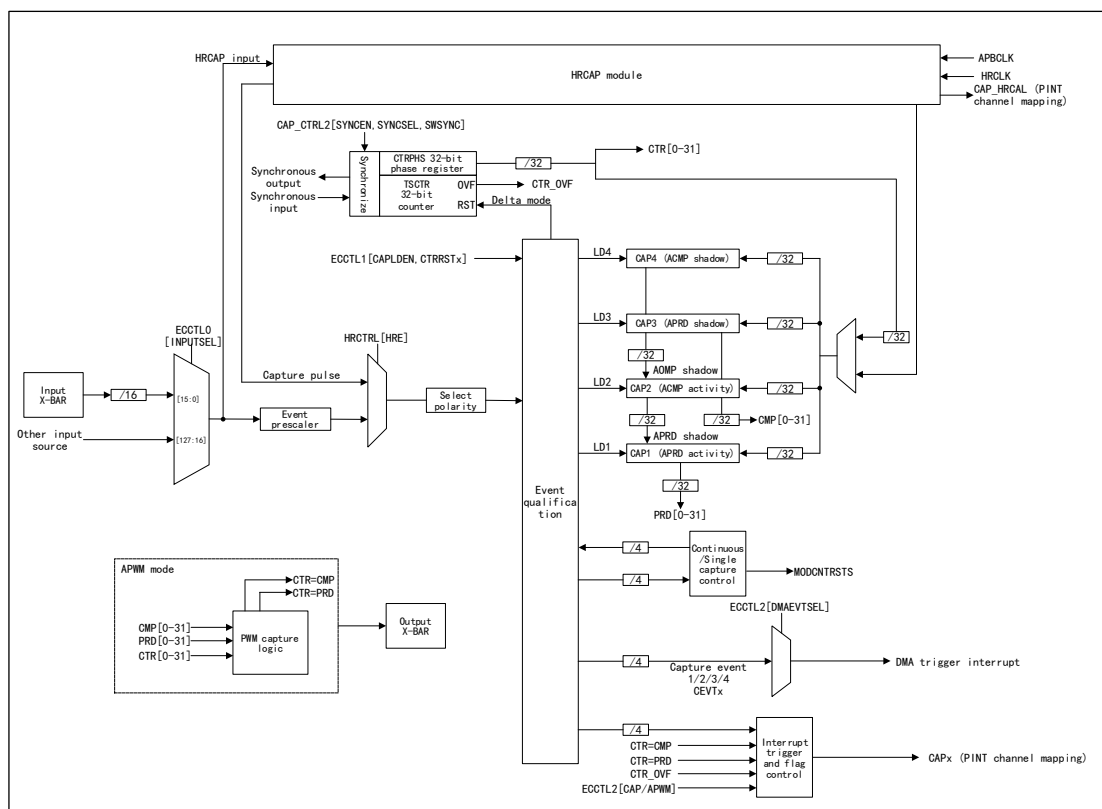 HRCAP input
HRCAP module
APBCLK
HRCLK
CAP_HRCAL (PINT
channel mapping)
CAP_CTRL2[SYNCEN, SYNCSEL, SWSYNC]
Synchronize
CTRPHS 32-bit
phase register
/32
CTR[0-31]
Synchronous
output
TSCTR
32-bit
counter
OVF
CTR_OVF
Synchronous
input
RST
Delta mode
ECCTL1[CAPLDEN, CTRRSTx]
LD4
CAP4 (ACMP shadow)
/32
LD3
CAP3 (APRD shadow)
/32
/32
ECCTL0
[INPUTSEL]
HRCTRL[HRE]
/32
AOMP shadow
Capture pulse
LD2
CAP2 (ACMP activity)
/32
Input
X-BAR
/16
[15:0]
Select
polarity
Event
prescaler
/32
/32
CMP[0-31]
Other input
source
[127:16]
APRD shadow
LD1
CAP1 (APRD activity)
/32
/32
PRD[0-31]
Event
qualifica
tion
/4
Continuous
/Single
capture
control
/4
MODCNTRSTS
APWM mode
CTR=CMP
CTR=PRD
CMP[0-31]
PRD[0-31]
CTR[0-31]
PWM capture
logic
Output
X-BAR
ECCTL2[DMAEVTSEL]
/4
Capture event
1/2/3/4
CEVTx
DMA trigger interrupt
/4
CTR=CMP
CTR=PRD
CTR_OVF
ECCTL2[CAP/APWM]
Interrupt
trigger
and flag
control
CAPx (PINT channel mapping)